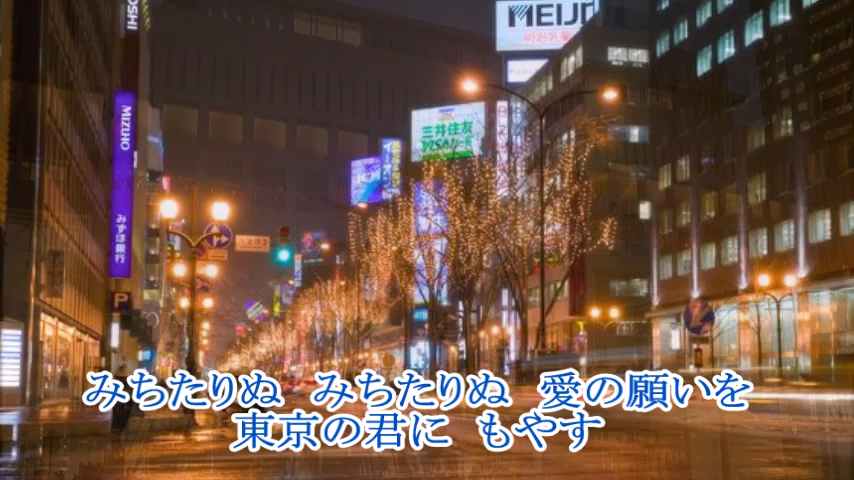 MEIJI
明治乳業
MIZUHO
みずほ銀行
三井住友
VISAカード
P
みちたりぬ　みちたりぬ　愛の願いを
東京の君に　もやす